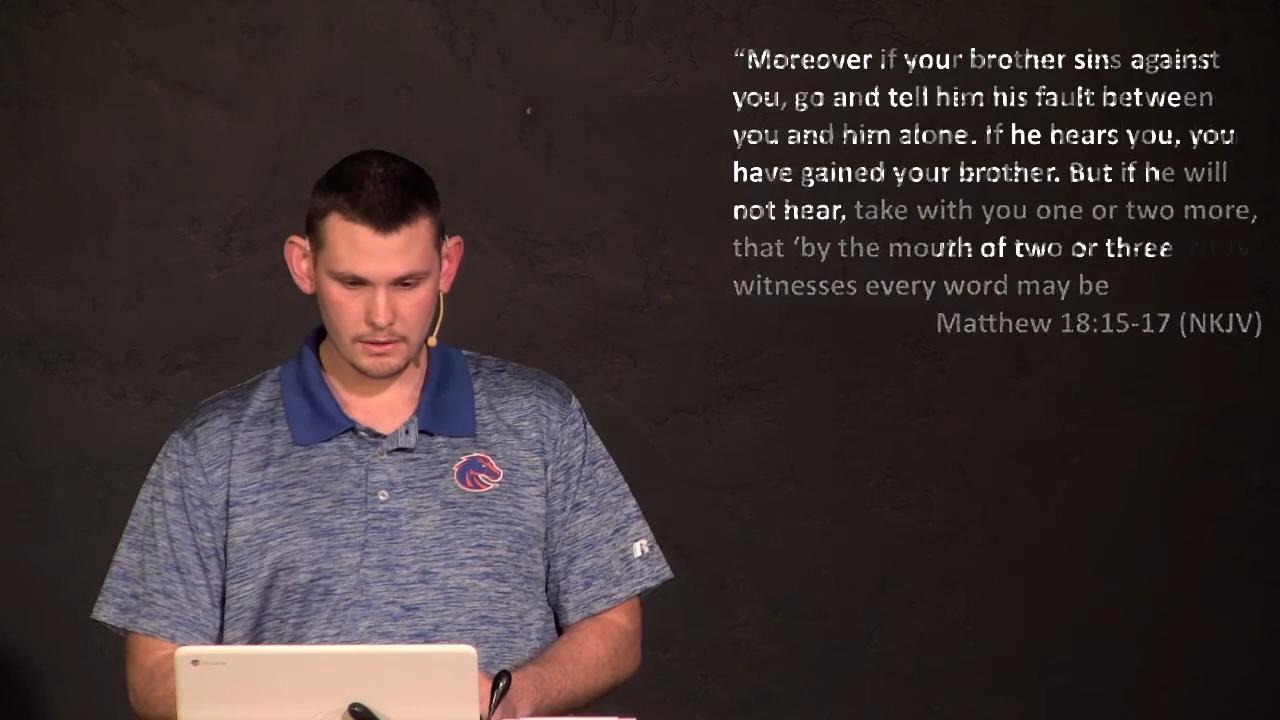 “Moreover if your brother sins against
you, go and tell him his fault between
you and him alone. If he hears you, you
have gained your brother. But if he will
not hear, take with you one or two more,
that ‘by the mouth of two or three
witnesses every word may be
Matthew 18:15-17 (NKJV)